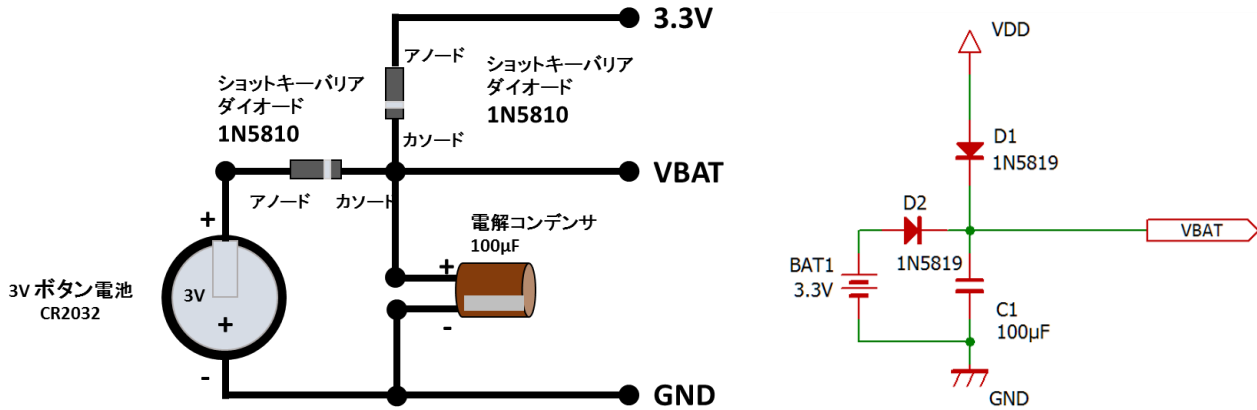 3.3V
アノード
ショットキーバリア
ダイオード
1N5810
ショットキーバリア
ダイオード
1N5810
カソード
VBAT
アノード
カソード
+
電解コンデンサ
100μF
+
-
3V ボタン電池
CR2032
3V
+
-
GND
VDD
D1
1N5819
D2
1N5819
VBAT
BAT1
3.3V
C1
100μF
GND